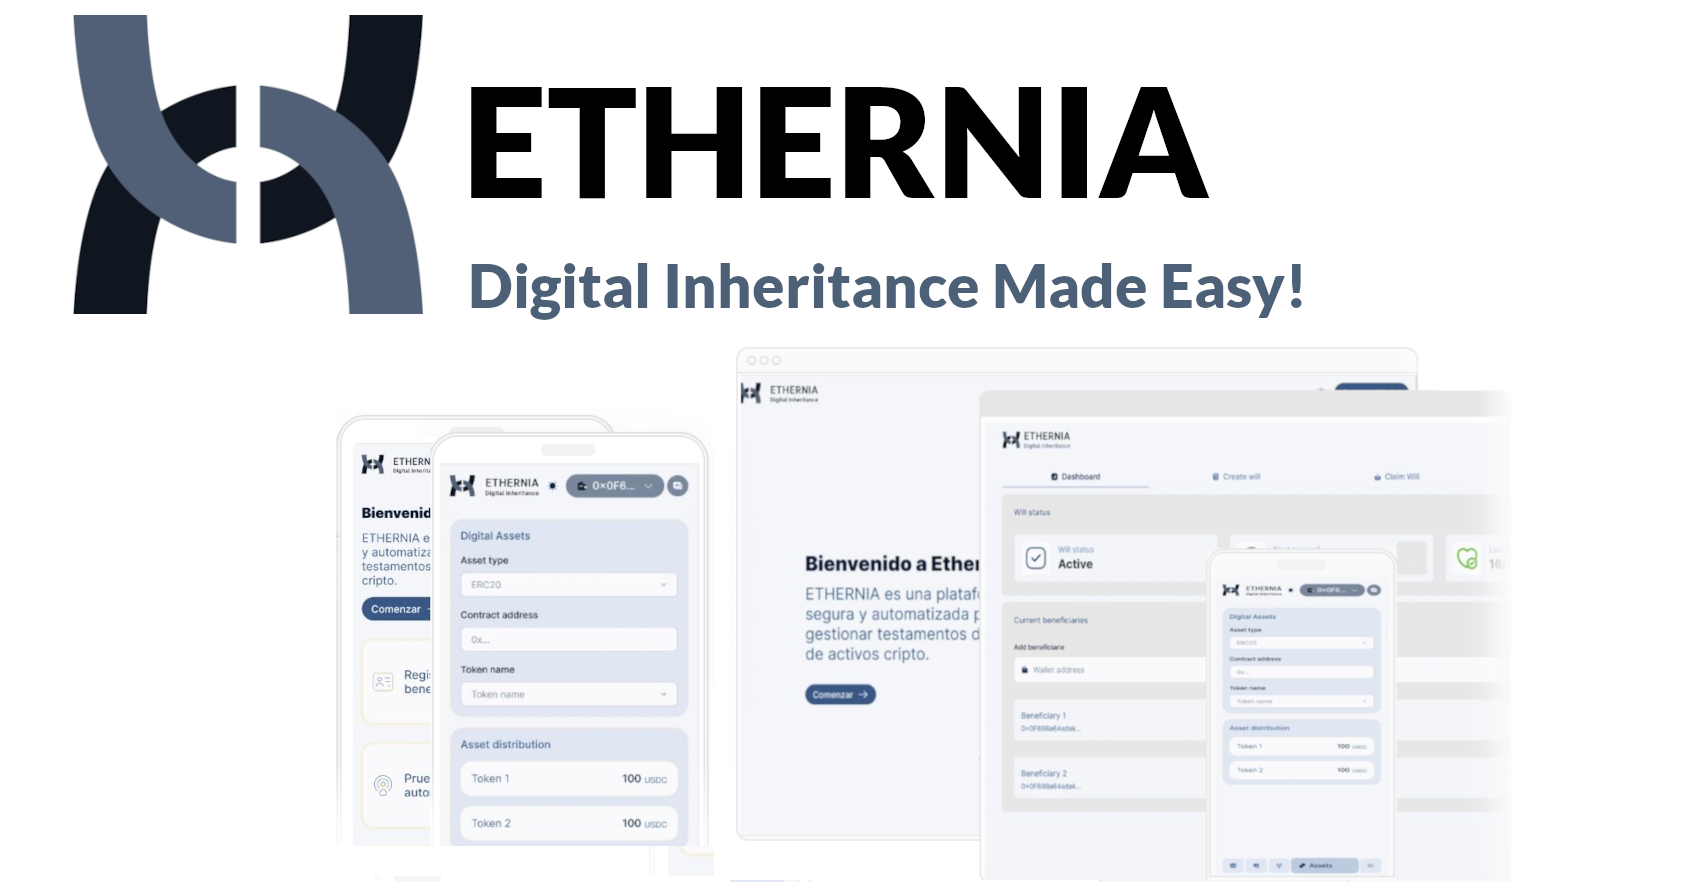 ETHERNIA
Digital Inheritance Made Easy!
ETHERN
Bienvenid
ETHERNIA e
y automatiza
testamentos
cripto.
Comenzar
Regi
bene
Prue
auto
ETHERNIA
Digital Inheritance
0×0F6...
Digital Assets
Asset type
ERC20
Contract address
0x...
Token name
Token name
Asset distribution
Token 1 100 USDC
Token 2 100 USDC
ETHERNIA
Digital Inheritance
Bienvenido a Ether
ETHERNIA es una plataf
segura y automatizada p
gestionar testamentos d
de activos cripto.
Comenzar
ETHERNIA
Digital Inheritance
Dashboard Create will Claim Will
Will status
Will status
Active
16/
Current beneficiaries
Add beneficiarie
Wallet address
Beneficiary 1
0×0F698a64sdak...
Beneficiary 2
0×0F698a64sdak...
ETHERNIA
Digital Inheritance
0×0F6...
Digital Assets
Asset type
ERC20
Contract address
0x...
Token name
Token name
Asset distribution
Token 1 100 USDC
Token 2 100 USDC
Assets